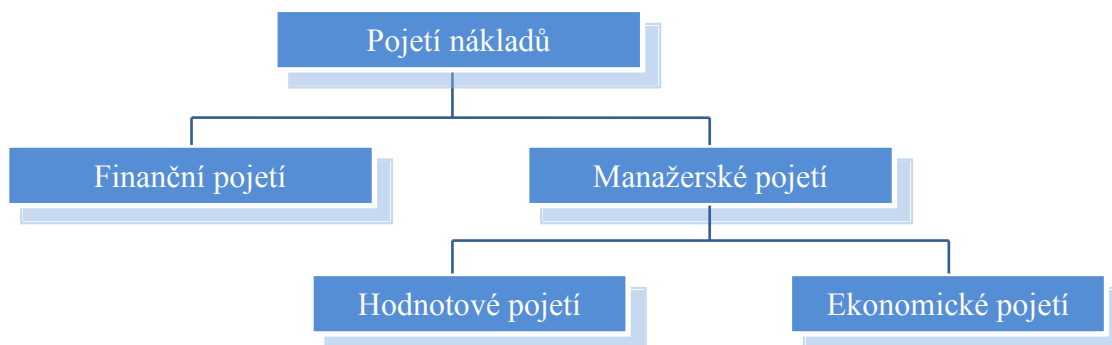 Pojetí nákladů
Finanční pojetí
Manažerské pojetí
Hodnotové pojetí
Ekonomické pojetí